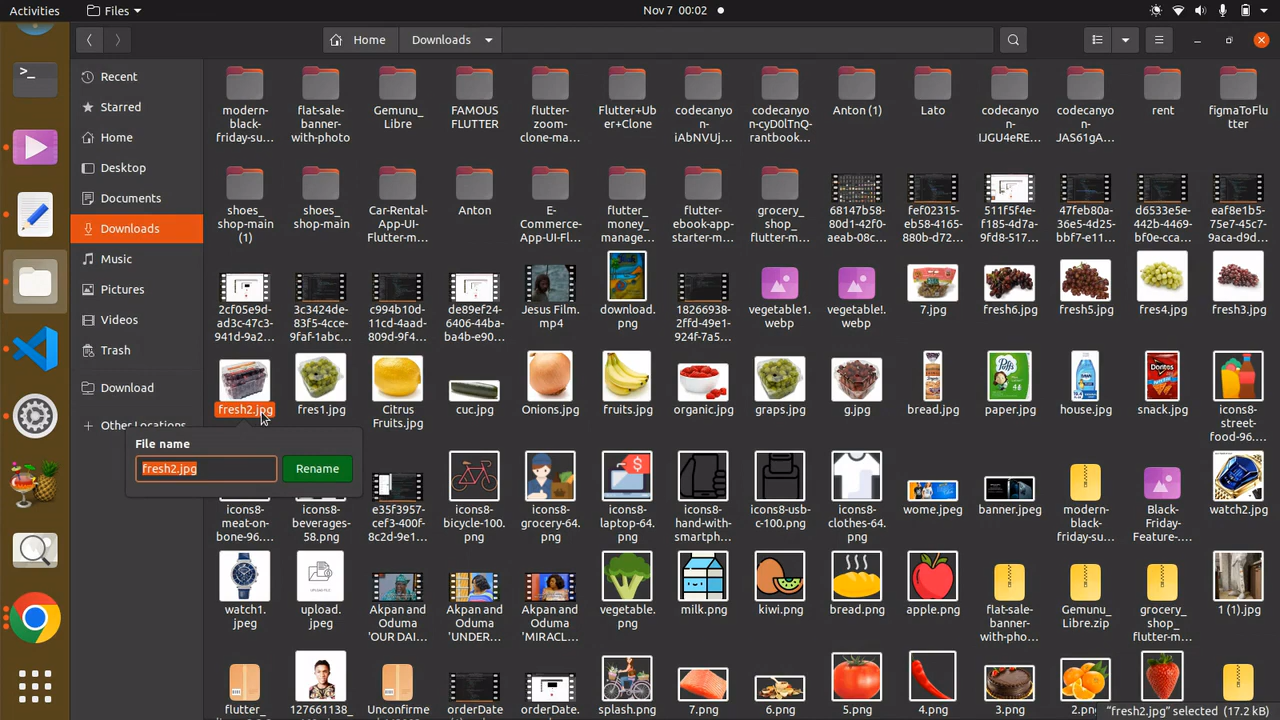 Activities
Files
Nov 7 00:02
Home
Downloads
Recent
Starred
Home
Desktop
Documents
Downloads
Music
Pictures
Videos
Trash
Download
Other Locations
modern-
black-
friday-su...
flat-sale-
banner-
with-photo
Gemunu_
Libre
FAMOUS
FLUTTER
flutter-
zoom-
clone-ma...
Flutter+Ub
er+Clone
codecanyo
n-
iAbNVUj...
codecanyo
n-cyD0lTnQ-
rantbook...
Anton (1)
Lato
codecanyo
n-
IJGU4eRE...
codecanyo
n-
JAS61gA...
rent
figmaToFlu
tter
shoes_
shop-main
(1)
shoes_
shop-main
Car-Rental-
App-UI-
Flutter-m...
Anton
E-
Commerce-
App-UI-Fl...
flutter_
money_
manage...
flutter-
ebook-app-
starter-m...
grocery_
shop_
flutter-m...
68147b58-
80d1-42f0-
aeab-08c...
fef02315-
eb58-4165-
880b-d72...
511f5f4e-
f185-4d7a-
9fd8-517...
47feb80a-
36e5-4d25-
bbf7-e11...
d6533e5e-
442b-4469-
bf0e-cca...
eaf8e1b5-
75e7-45c7-
9aca-d9d...
2cf05e9d-
ad3c-47c3-
941d-9a2...
3c3424de-
83f5-4cce-
9faf-1abc...
c994b10d-
11cd-4aad-
809d-9f4...
de89ef24-
6406-44ba-
ba4b-e90...
Jesus Film.
mp4
download.
png
18266938-
2ffd-49e1-
924f-7a5...
vegetable1.
webp
vegetable!.
webp
7.jpg
fresh6.jpg
fresh5.jpg
fres4.jpg
fresh3.jpg
fresh2.jpg
fres1.jpg
Citrus
Fruits.jpg
cuc.jpg
Onions.jpg
fruits.jpg
organic.jpg
graps.jpg
g.jpg
bread.jpg
paper.jpg
house.jpg
snack.jpg
icons8-
street-
food-96....
File name
fresh2.jpg
Rename
icons8-
meat-on-
bone-96....
icons8-
beverages-
58.png
e35f3957-
cef3-400f-
8c2d-9e1...
icons8-
bicycle-100.
png
icons8-
grocery-64.
png
icons8-
laptop-64.
png
icons8-
hand-with-
smartph...
icons8-usb-
c-100.png
icons8-
clothes-64.
png
wome.jpeg
banner.jpeg
modern-
black-
friday-su...
Black-
Friday-
Feature-...
watch2.jpg
watch1.
jpeg
upload.
jpeg
Akpan and
Oduma
'OUR DAI...
Akpan and
Oduma
'UNDER...
Akpan and
Oduma
'MIRACL...
vegetable.
png
milk.png
kiwi.png
bread.png
apple.png
flat-sale-
banner-
with-pho...
Gemunu_
Libre.zip
grocery_
shop_
flutter-m...
1 (1).jpg
flutter_
127661138_
Unconfirme
orderDate
orderDate
splash.png
7.png
6.png
5.png
4.png
3.png
2.png
"fresh2.jpg" selected (17.2 kB)